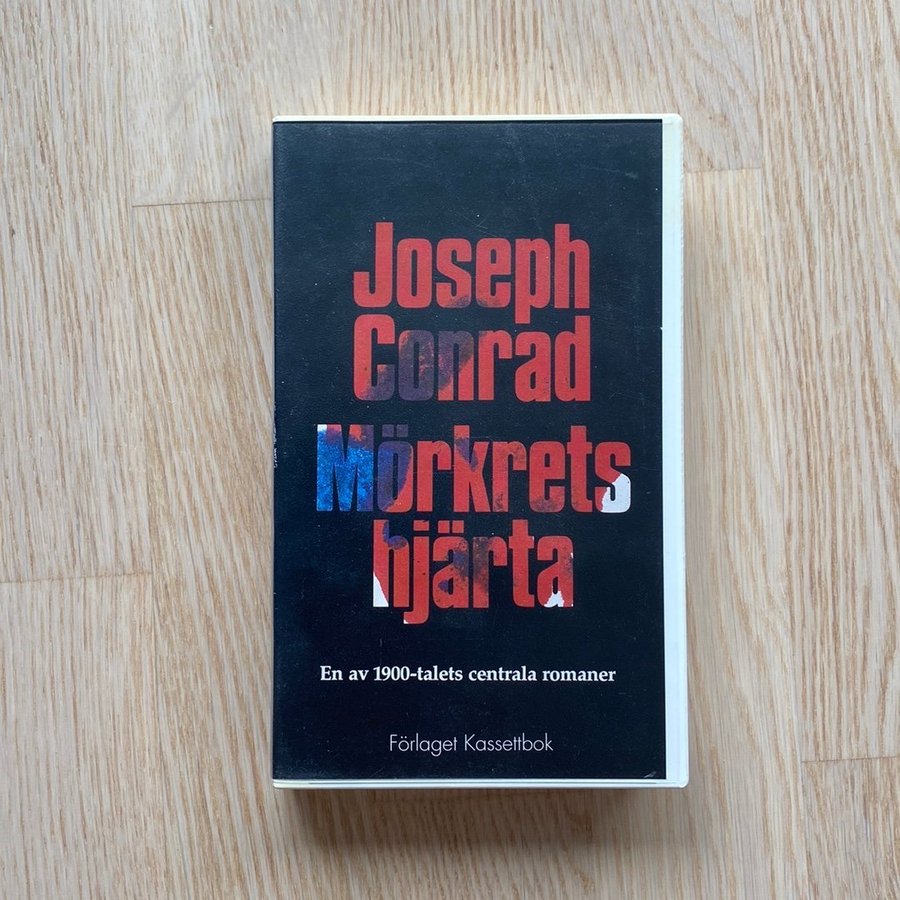 Joseph
Conrad
Mörkrets
hjärta
En av 1900-talets centrala romaner
Förlaget Kassettbok